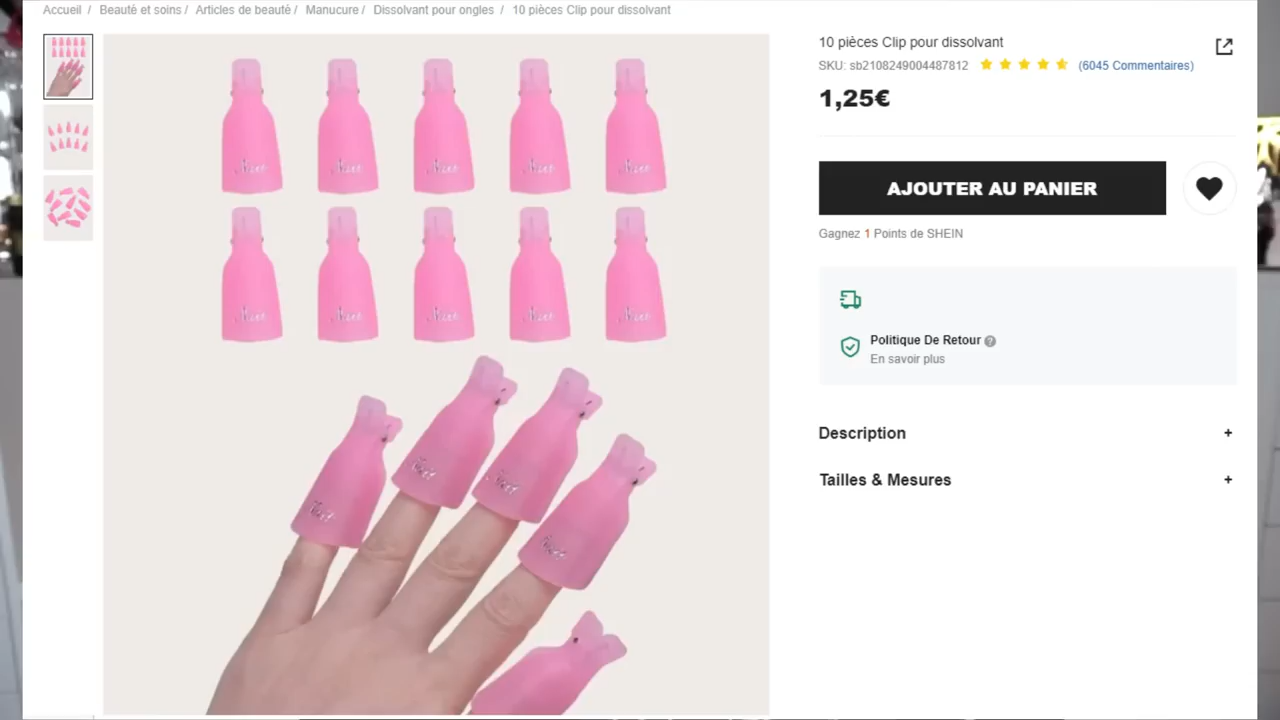 Accueil / Beauté et soins / Articles de beauté / Manucure / Dissolvant pour ongles / 10 pièces Clip pour dissolvant
10 pièces Clip pour dissolvant
SKU: sb2108249004487812 (6045 Commentaires)
1,25€
AJOUTER AU PANIER
Gagnez 1 Points de SHEIN
Politique De Retour ?
En savoir plus
Description +
Tailles & Mesures +